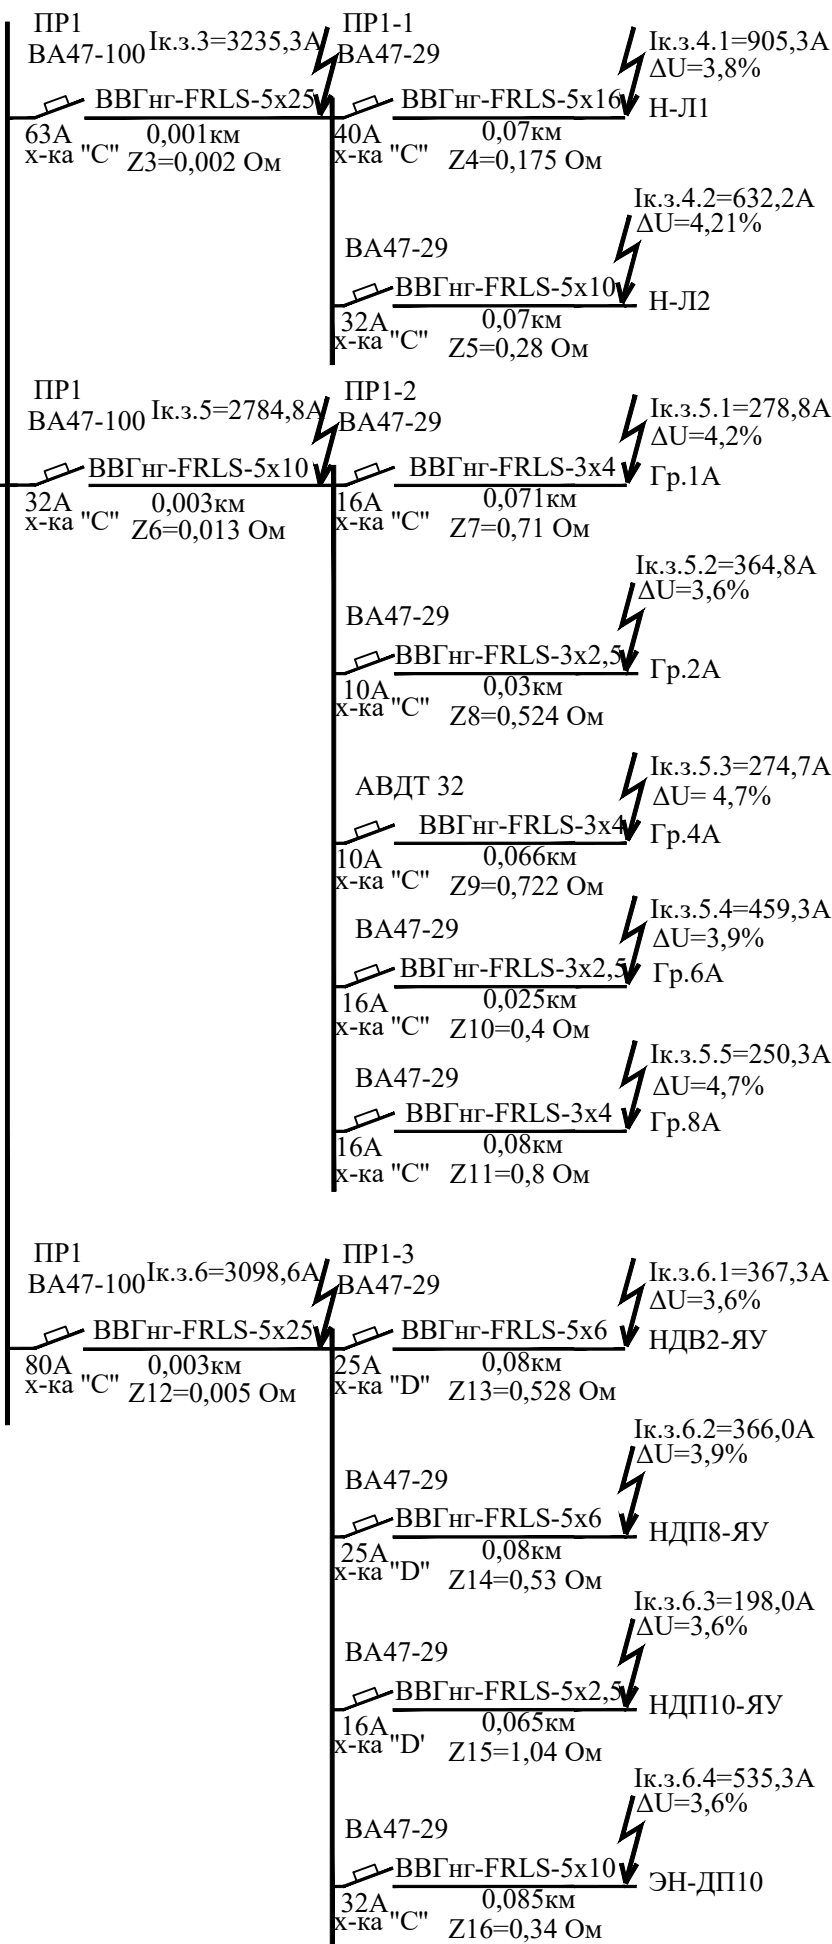 ПР1
ВА47-100
Iк.з.3=3235,3А
ПР1-1
ВА47-29
Iк.з.4.1=905,3А
ΔU=3,8%
ВВГнг-FRLS-5х25
ВВГнг-FRLS-5х16
Н-Л1
63А
х-ка "С"
0,001км
Z3=0,002 Ом
40А
х-ка "С"
0,07км
Z4=0,175 Ом
Iк.з.4.2=632,2А
ΔU=4,21%
ВА47-29
ВВГнг-FRLS-5х10
Н-Л2
32А
х-ка "С"
0,07км
Z5=0,28 Ом
ПР1
ВА47-100
Iк.з.5=2784,8А
ПР1-2
ВА47-29
Iк.з.5.1=278,8А
ΔU=4,2%
ВВГнг-FRLS-5х10
ВВГнг-FRLS-3х4
Гр.1А
32А
х-ка "С"
0,003км
Z6=0,013 Ом
16А
х-ка "С"
0,071км
Z7=0,71 Ом
Iк.з.5.2=364,8А
ΔU=3,6%
ВА47-29
ВВГнг-FRLS-3х2,5
Гр.2А
10А
х-ка "С"
0,03км
Z8=0,524 Ом
Iк.з.5.3=274,7А
ΔU= 4,7%
АВДТ 32
ВВГнг-FRLS-3х4
Гр.4А
10А
х-ка "С"
0,066км
Z9=0,722 Ом
Iк.з.5.4=459,3А
ΔU=3,9%
ВА47-29
ВВГнг-FRLS-3х2,5
Гр.6А
16А
х-ка "С"
0,025км
Z10=0,4 Ом
Iк.з.5.5=250,3А
ΔU=4,7%
ВА47-29
ВВГнг-FRLS-3х4
Гр.8А
16А
х-ка "С"
0,08км
Z11=0,8 Ом
ПР1
ВА47-100
Iк.з.6=3098,6А
ПР1-3
ВА47-29
Iк.з.6.1=367,3А
ΔU=3,6%
ВВГнг-FRLS-5х25
ВВГнг-FRLS-5х6
НДВ2-ЯУ
80А
х-ка "С"
0,003км
Z12=0,005 Ом
25А
х-ка "D"
0,08км
Z13=0,528 Ом
Iк.з.6.2=366,0А
ΔU=3,9%
ВА47-29
ВВГнг-FRLS-5х6
НДП8-ЯУ
25А
х-ка "D"
0,08км
Z14=0,53 Ом
Iк.з.6.3=198,0А
ΔU=3,6%
ВА47-29
ВВГнг-FRLS-5х2,5
НДП10-ЯУ
16А
х-ка "D'
0,065км
Z15=1,04 Ом
Iк.з.6.4=535,3А
ΔU=3,6%
ВА47-29
ВВГнг-FRLS-5х10
ЭН-ДП10
32А
х-ка "С"
0,085км
Z16=0,34 Ом